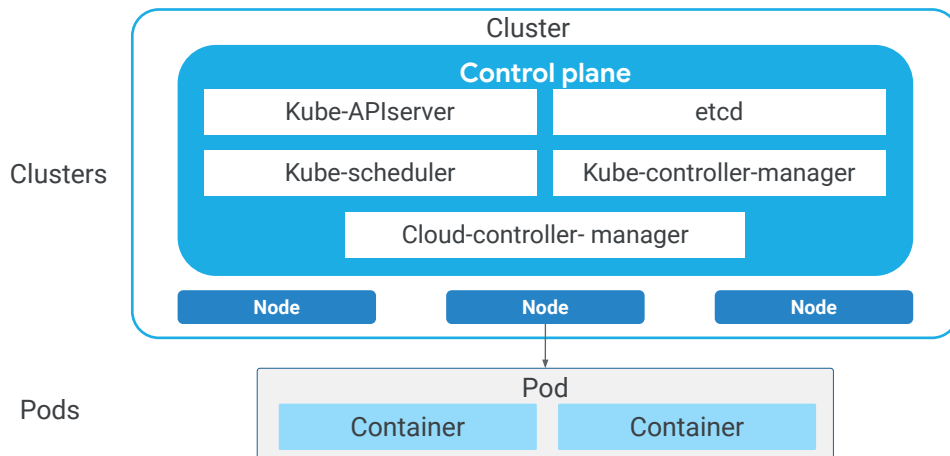 Cluster
Control plane
Kube-APIserver
etcd
Clusters
Kube-scheduler
Kube-controller-manager
Cloud-controller- manager
Node
Node
Node
Pod
Pods
Container
Container